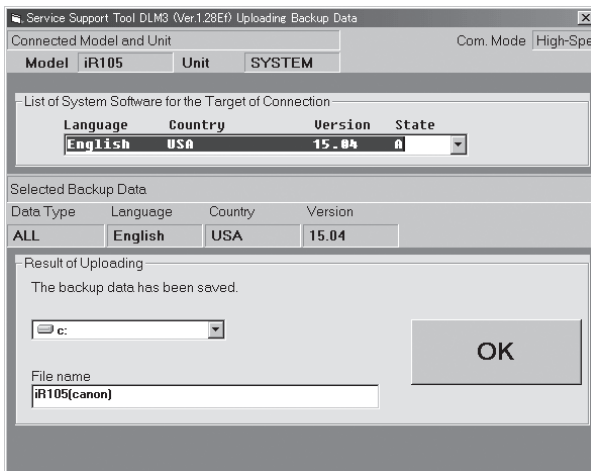 Service Support Tool DLM3 (Ver.1.28Ef) Uploading Backup Data
Connected Model and Unit Com. Mode High-Spe
Model iR105 Unit SYSTEM
List of System Software for the Target of Connection
Language Country Version State
English USA 15.04 A
Selected Backup Data
Data Type Language Country Version
ALL English USA 15.04
Result of Uploading
The backup data has been saved.
c:
OK
File name
iR105(canon)